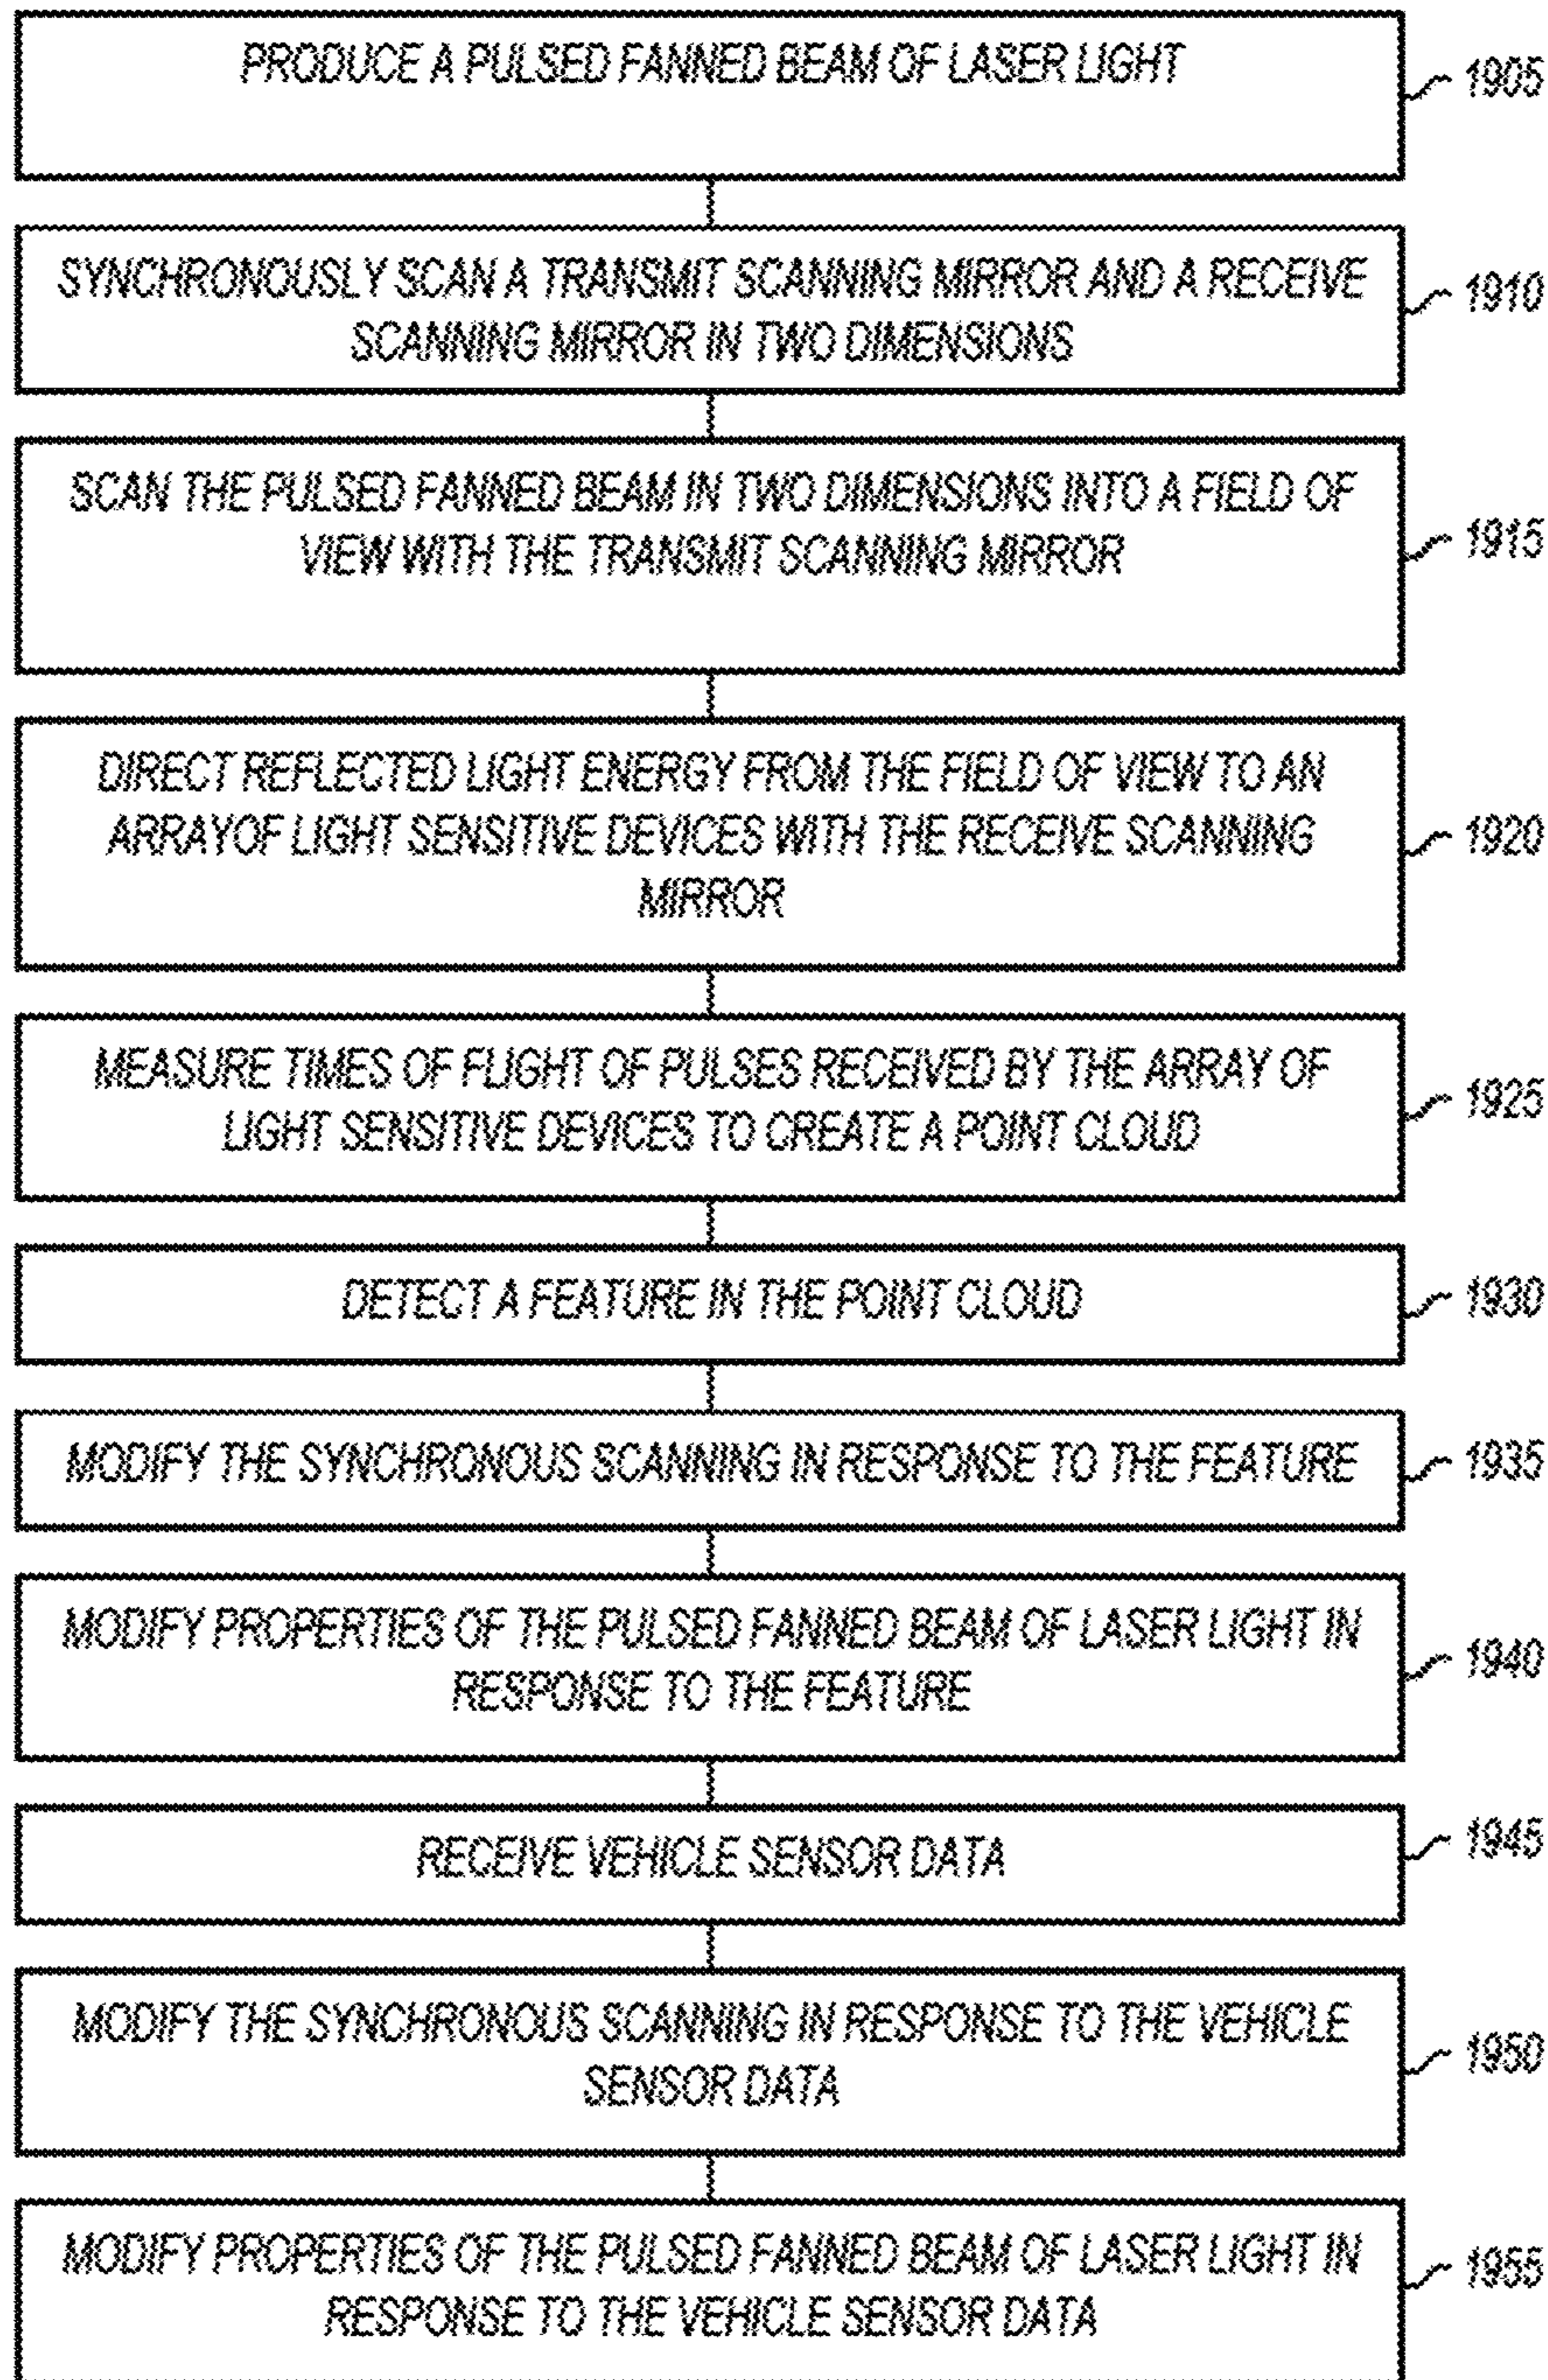 PRODUCE A PULSED FANNED BEAM OF LASER LIGHT
1905
SYNCHRONOUSLY SCAN A TRANSMIT SCANNING MIRROR AND A RECEIVE
SCANNING MIRROR IN TWO DIMENSIONS
1910
SCAN THE PULSED FANNED BEAM IN TWO DIMENSIONS INTO A FIELD OF
VIEW WITH THE TRANSMIT SCANNING MIRROR
1915
DIRECT REFLECTED LIGHT ENERGY FROM THE FIELD OF VIEW TO AN
ARRAYOF LIGHT SENSITIVE DEVICES WITH THE RECEIVE SCANNING
MIRROR
1920
MEASURE TIMES OF FLIGHT OF PULSES RECEIVED BY THE ARRAY OF
LIGHT SENSITIVE DEVICES TO CREATE A POINT CLOUD
1925
DETECT A FEATURE IN THE POINT CLOUD
1930
MODIFY THE SYNCHRONOUS SCANNING IN RESPONSE TO THE FEATURE
1935
MODIFY PROPERTIES OF THE PULSED FANNED BEAM OF LASER LIGHT IN
RESPONSE TO THE FEATURE
1940
RECEIVE VEHICLE SENSOR DATA
1945
MODIFY THE SYNCHRONOUS SCANNING IN RESPONSE TO THE VEHICLE
SENSOR DATA
1950
MODIFY PROPERTIES OF THE PULSED FANNED BEAM OF LASER LIGHT IN
RESPONSE TO THE VEHICLE SENSOR DATA
1955